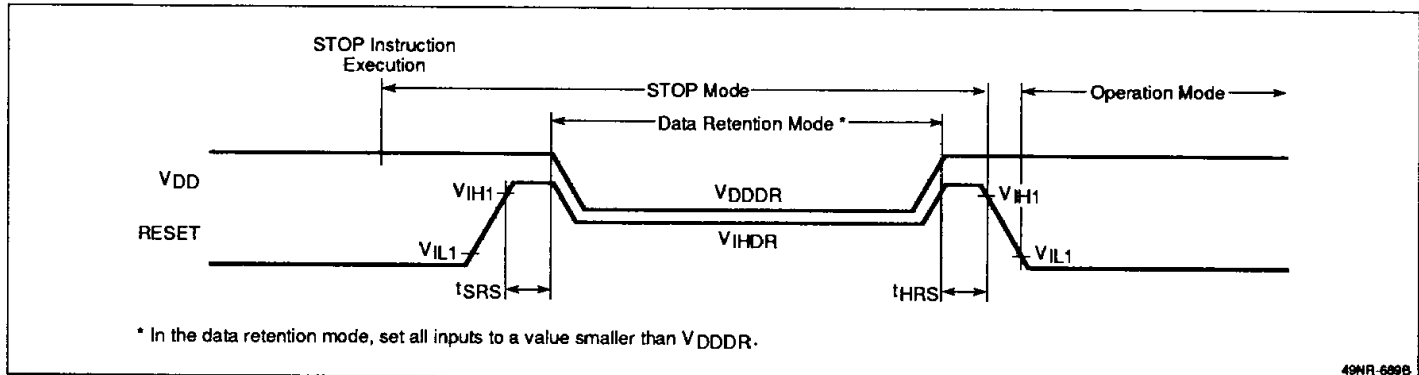 STOP Instruction
Execution
STOP Mode
Operation Mode
Data Retention Mode *
VDD
VIH1
VDDDR
VIH1
RESET
VIHDR
VIL1
VIL1
tSRS
tHRS
* In the data retention mode, set all inputs to a value smaller than VDDDR.
49NR-689B